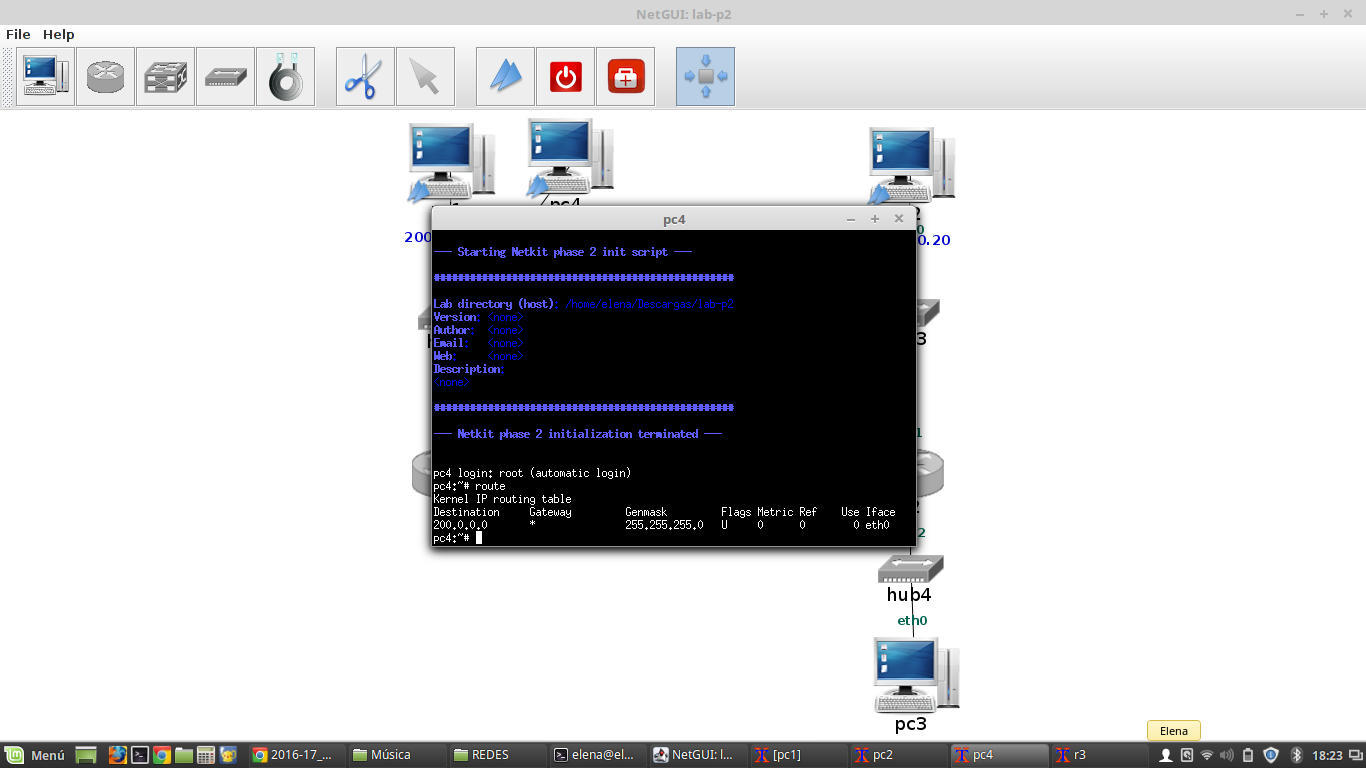 NetGUI: lab-p2
File Help
pc4
200
0.20
pc4
— Starting Netkit phase 2 init script —
##################################################
Lab directory (host): /home/elena/Descargas/lab-p2
Version: <none>
Author: <none>
Email: <none>
Web: <none>
Description:
<none>
##################################################
— Netkit phase 2 initialization terminated —
pc4 login: root (automatic login)
pc4:~# route
Kernel IP routing table
Destination Gateway Genmask Flags Metric Ref Use Iface
200.0.0.0 * 255.255.255.0 U 0 0 0 eth0
pc4:~#
hub4
eth0
pc3
Elena
Menú 2016-17_... Música REDES elena@el... NetGUI: l... [pc1] pc2 pc4 r3 18:23